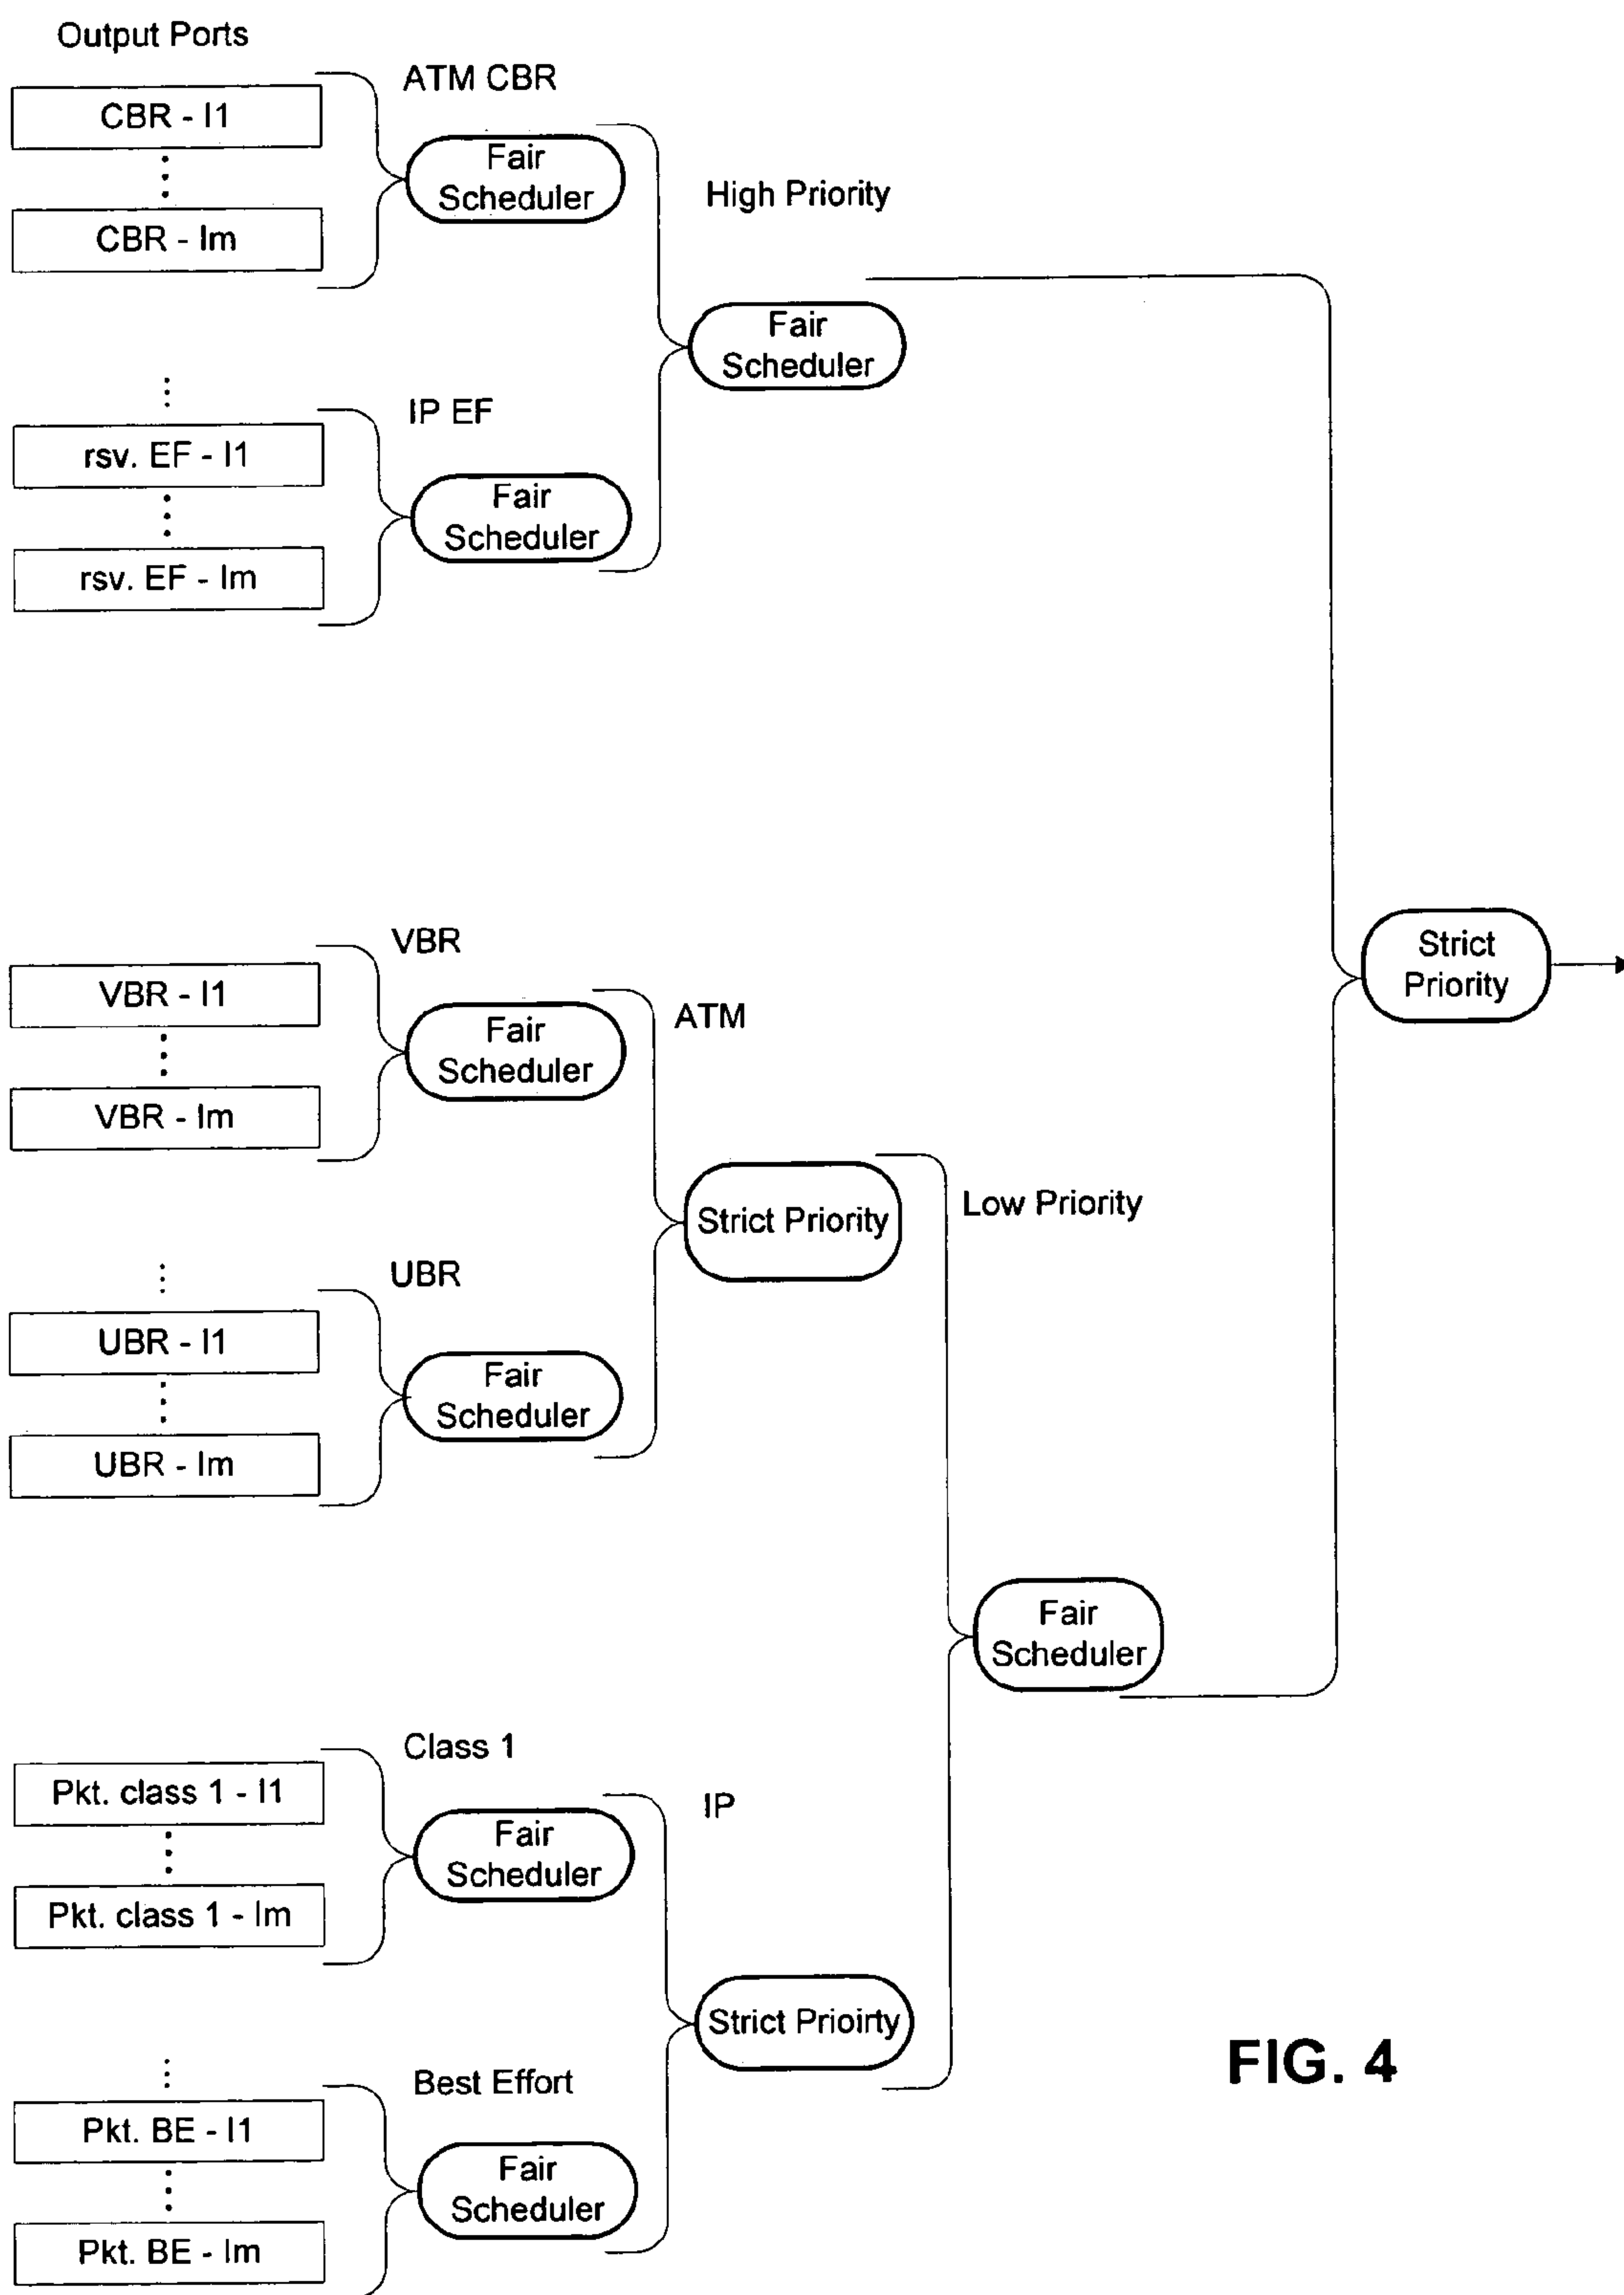 Output Ports
ATM CBR
CBR - I1
Fair
Scheduler
CBR - Im
High Priority
Fair
Scheduler
IP EF
rsv. EF - I1
Fair
Scheduler
rsv. EF - Im
VBR
VBR - I1
Fair
Scheduler
VBR - Im
ATM
Strict Priority
UBR
UBR - I1
Fair
Scheduler
UBR - Im
Low Priority
Fair
Scheduler
Strict
Priority
Class 1
Pkt. class 1 - I1
Fair
Scheduler
Pkt. class 1 - Im
IP
Strict Prioirty
Best Effort
Pkt. BE - I1
Fair
Scheduler
Pkt. BE - Im
FIG. 4